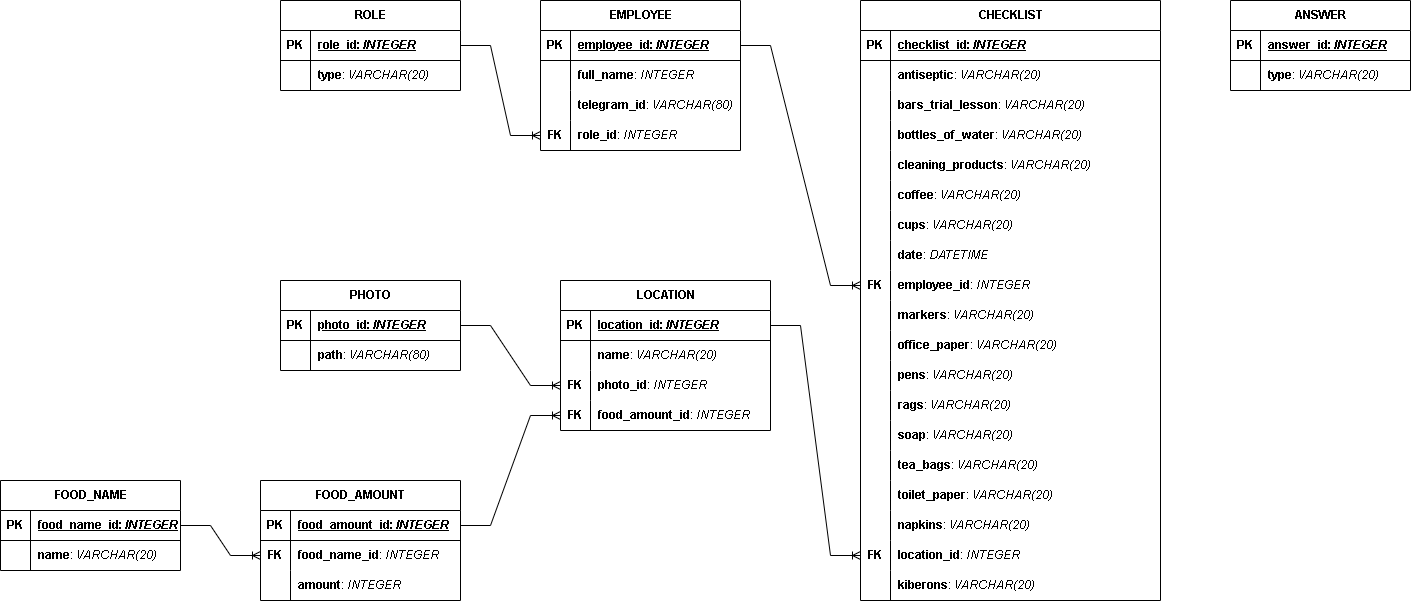 ROLE
PK role_id: INTEGER
type: VARCHAR(20)
EMPLOYEE
PK employee_id: INTEGER
full_name: INTEGER
telegram_id: VARCHAR(80)
FK role_id: INTEGER
CHECKLIST
PK checklist_id: INTEGER
antiseptic: VARCHAR(20)
bars_trial_lesson: VARCHAR(20)
bottles_of_water: VARCHAR(20)
cleaning_products: VARCHAR(20)
coffee: VARCHAR(20)
cups: VARCHAR(20)
date: DATETIME
FK employee_id: INTEGER
markers: VARCHAR(20)
office_paper: VARCHAR(20)
pens: VARCHAR(20)
rags: VARCHAR(20)
soap: VARCHAR(20)
tea_bags: VARCHAR(20)
toilet_paper: VARCHAR(20)
napkins: VARCHAR(20)
FK location_id: INTEGER
kiberons: VARCHAR(20)
ANSWER
PK answer_id: INTEGER
type: VARCHAR(20)
PHOTO
PK photo_id: INTEGER
path: VARCHAR(80)
LOCATION
PK location_id: INTEGER
name: VARCHAR(20)
FK photo_id: INTEGER
FK food_amount_id: INTEGER
FOOD_NAME
PK food_name_id: INTEGER
name: VARCHAR(20)
FOOD_AMOUNT
PK food_amount_id: INTEGER
FK food_name_id: INTEGER
amount: INTEGER